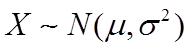 X ~ N(μ, σ²)